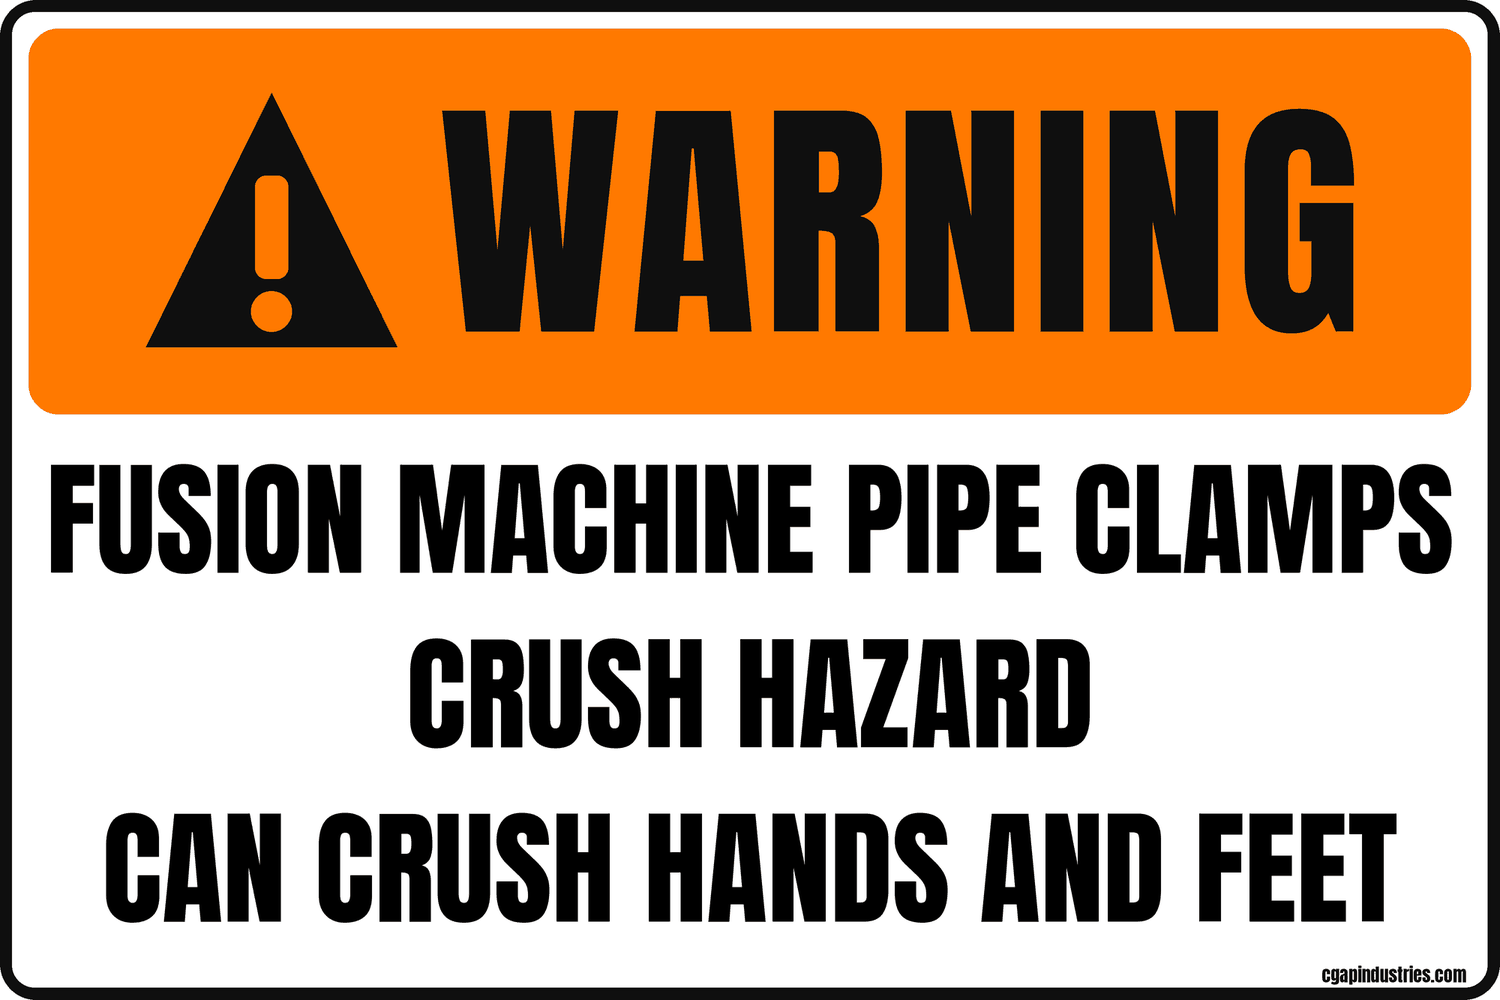 WARNING
FUSION MACHINE PIPE CLAMPS
CRUSH HAZARD
CAN CRUSH HANDS AND FEET
cgapindustries.com